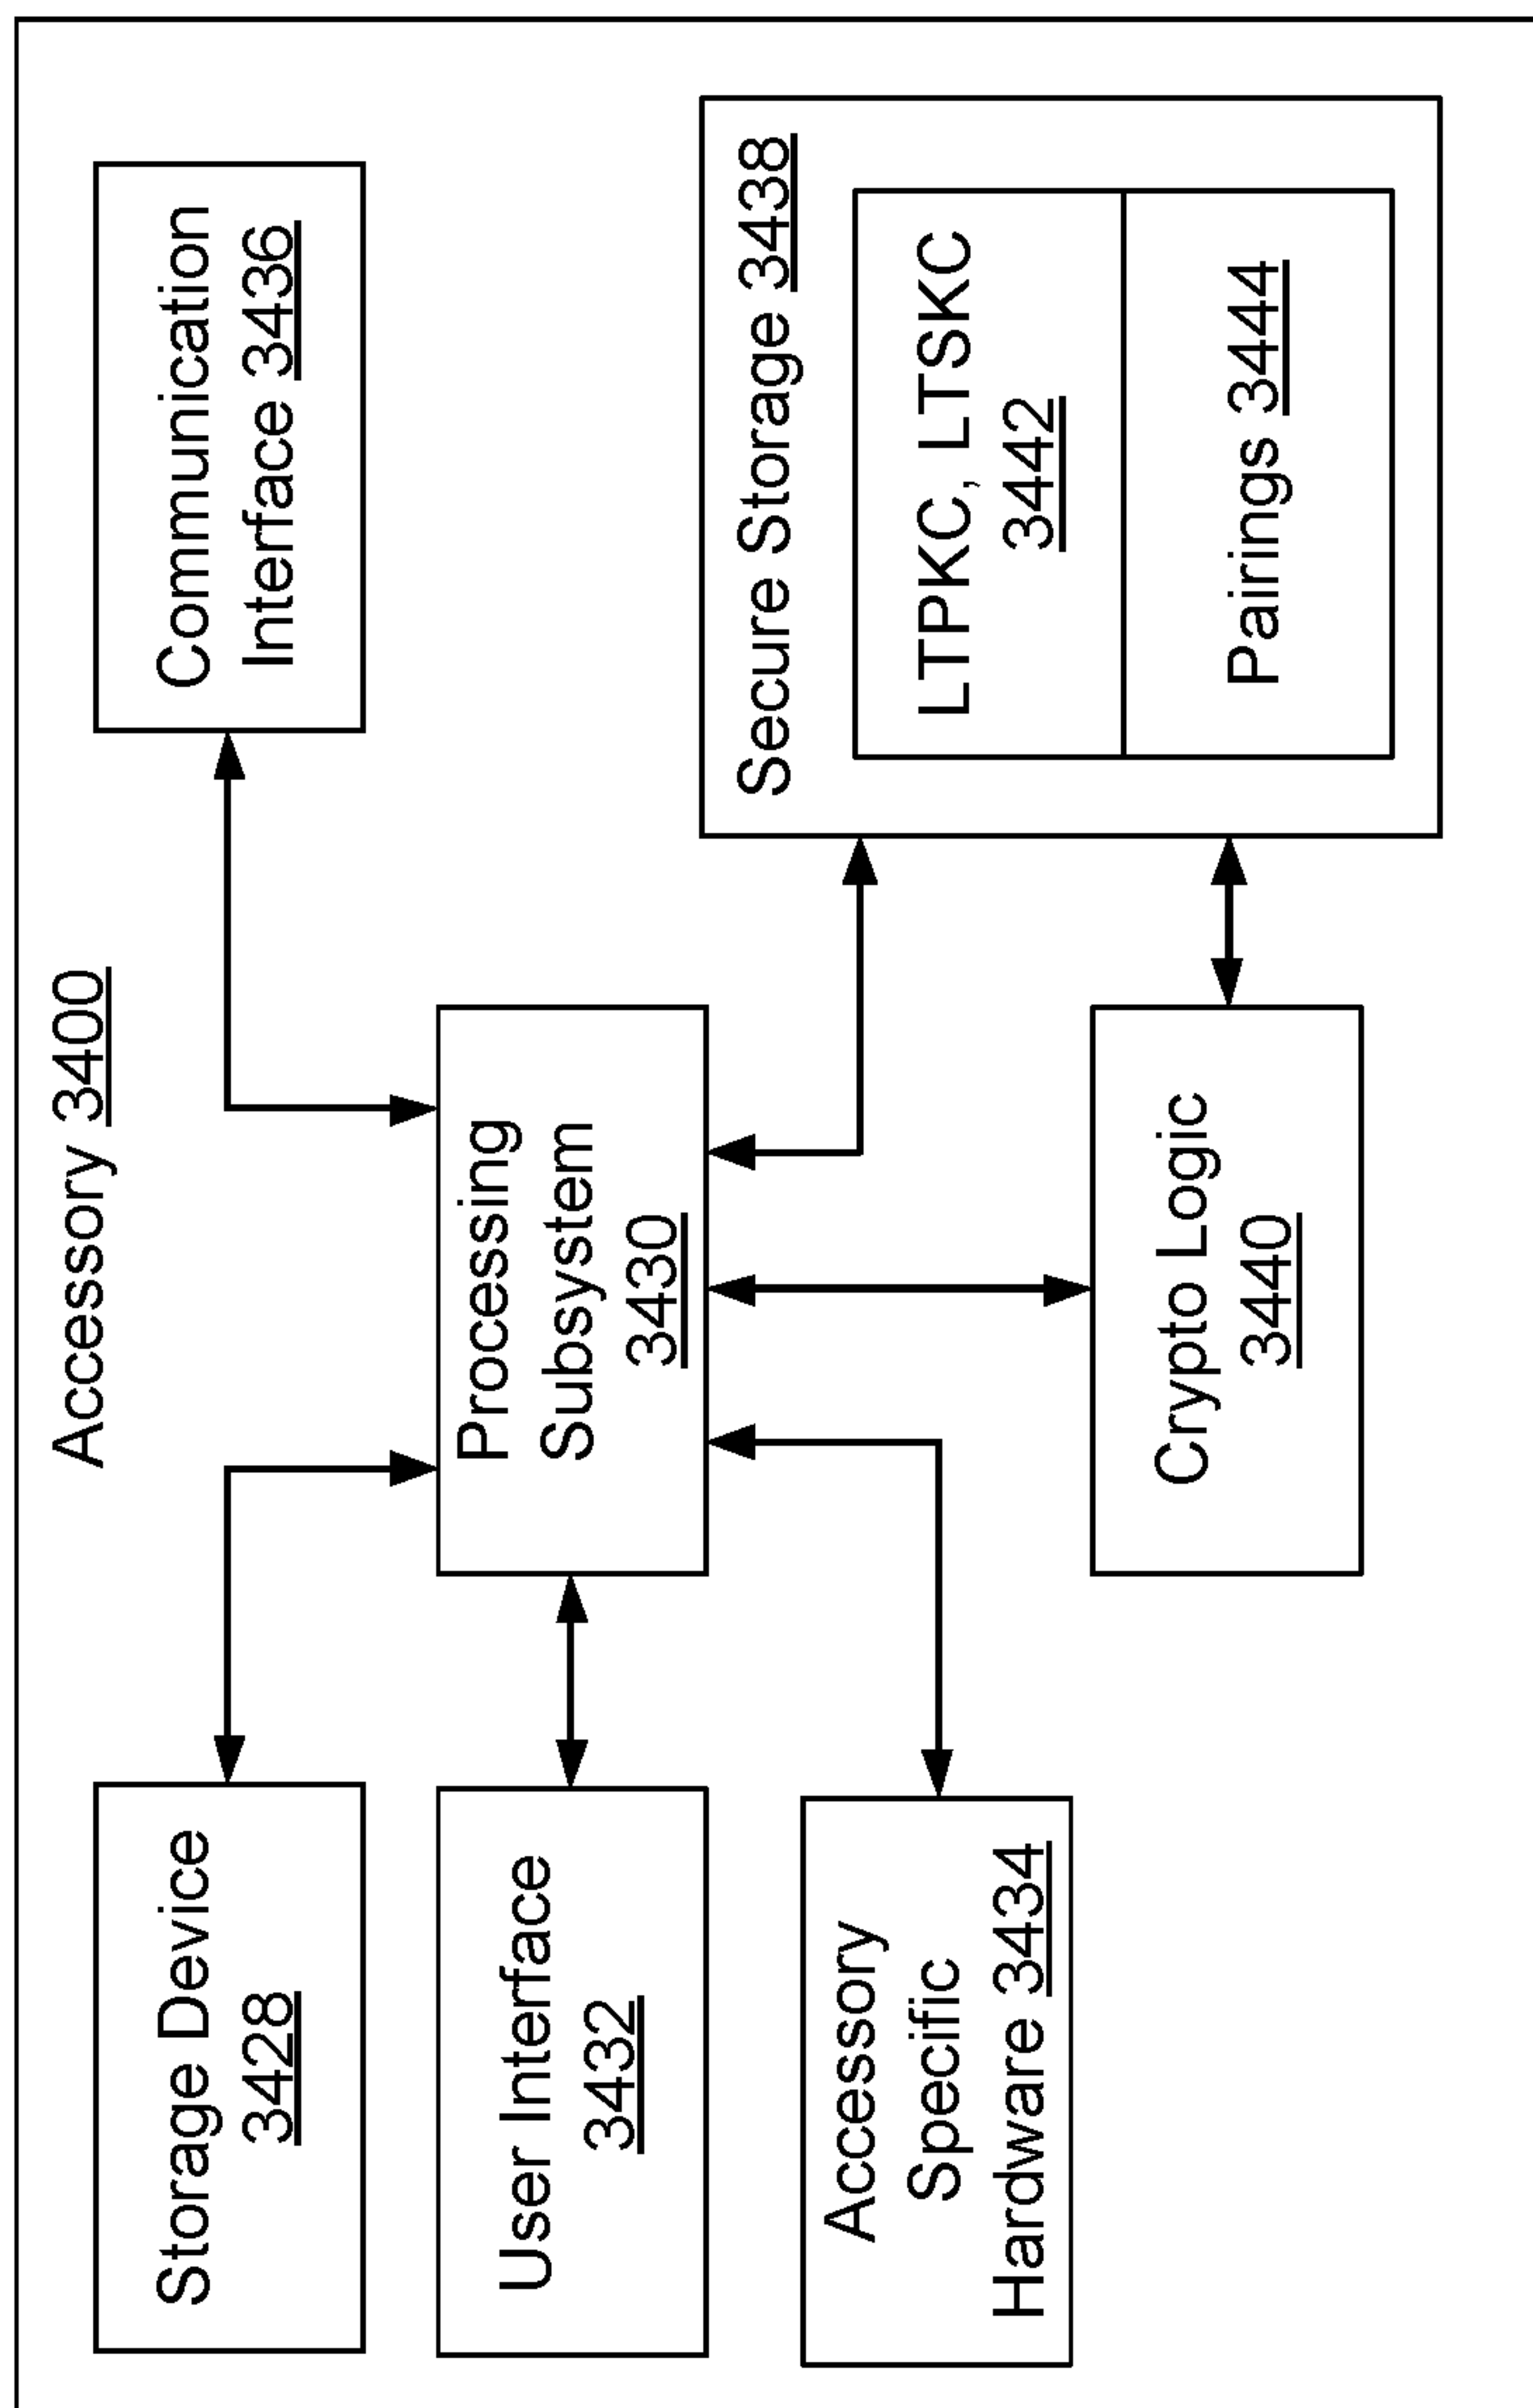 Accessory 3400
Storage Device
3428
Communication
Interface 3436
User Interface
3432
Processing
Subsystem
3430
Accessory
Specific
Hardware 3434
Secure Storage 3438
LTPKC, LTSKC
3442
Pairings 3444
Crypto Logic
3440